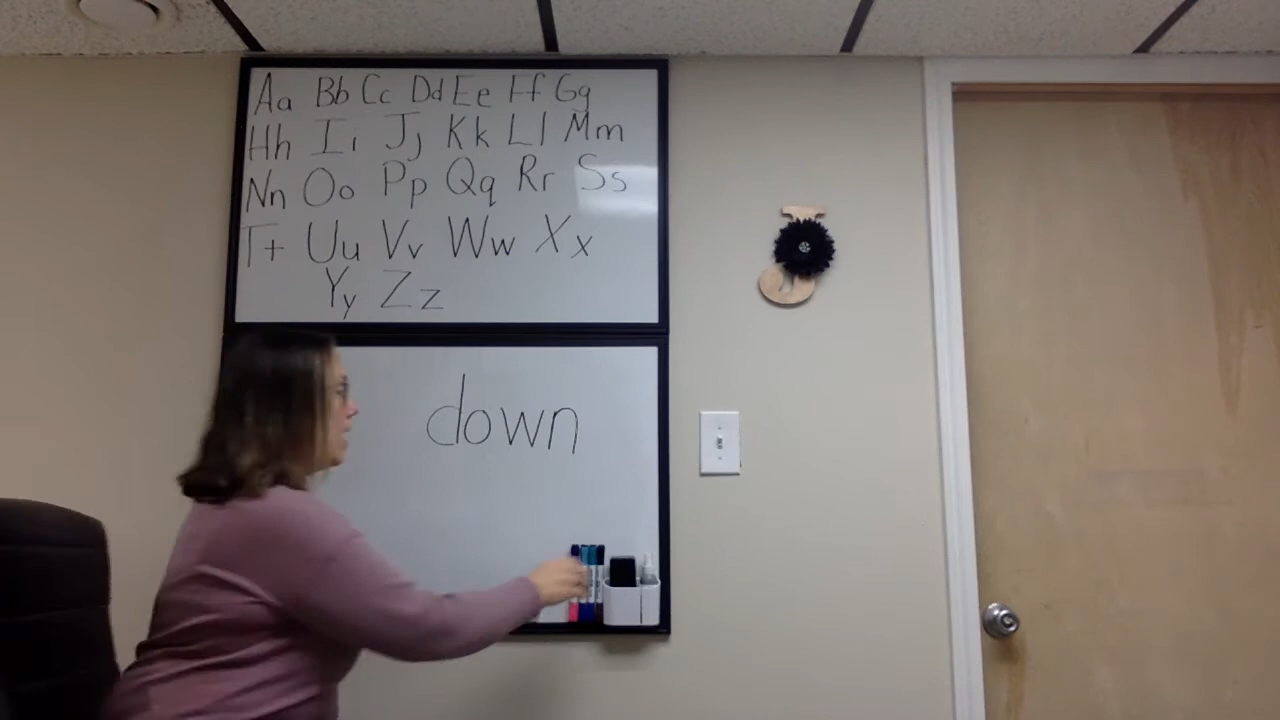 Aa Bb Cc Dd Ee Ff Gg
Hh Ii Jj Kk Ll Mm
Nn Oo Pp Qq Rr Ss
Tt Uu Vv Ww Xx
Yy Zz
J
down